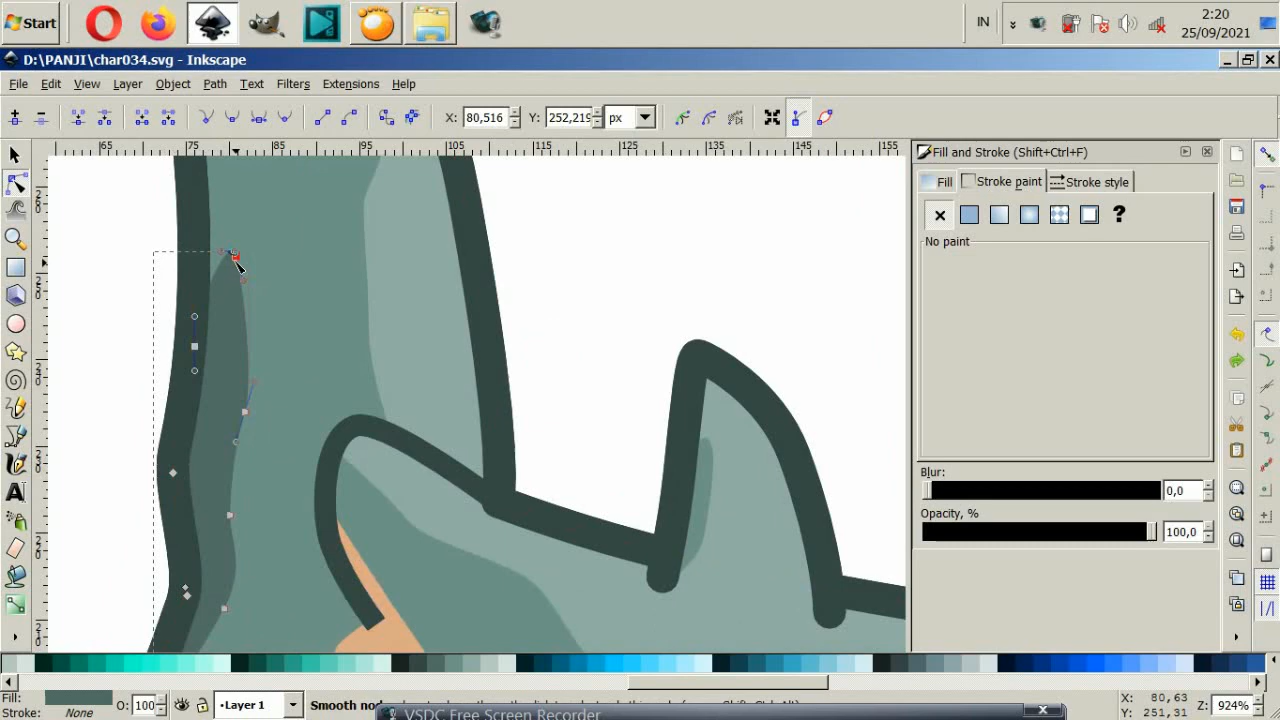 Start
IN
2:20
25/09/2021
D:\PANJI\char034.svg - Inkscape
File Edit View Layer Object Path Text Filters Extensions Help
X: 80,516 Y: 252,219 px
65 75 85 95 105 115 125 135 145 155
Fill and Stroke (Shift+Ctrl+F)
Fill Stroke paint Stroke style
No paint
Blur:
0,0
Opacity, %
100,0
Fill:
Stroke: None
O: 100
Layer 1
Smooth node
X: 80,63
Y: 251,31
Z: 924%
VSDC Free Screen Recorder